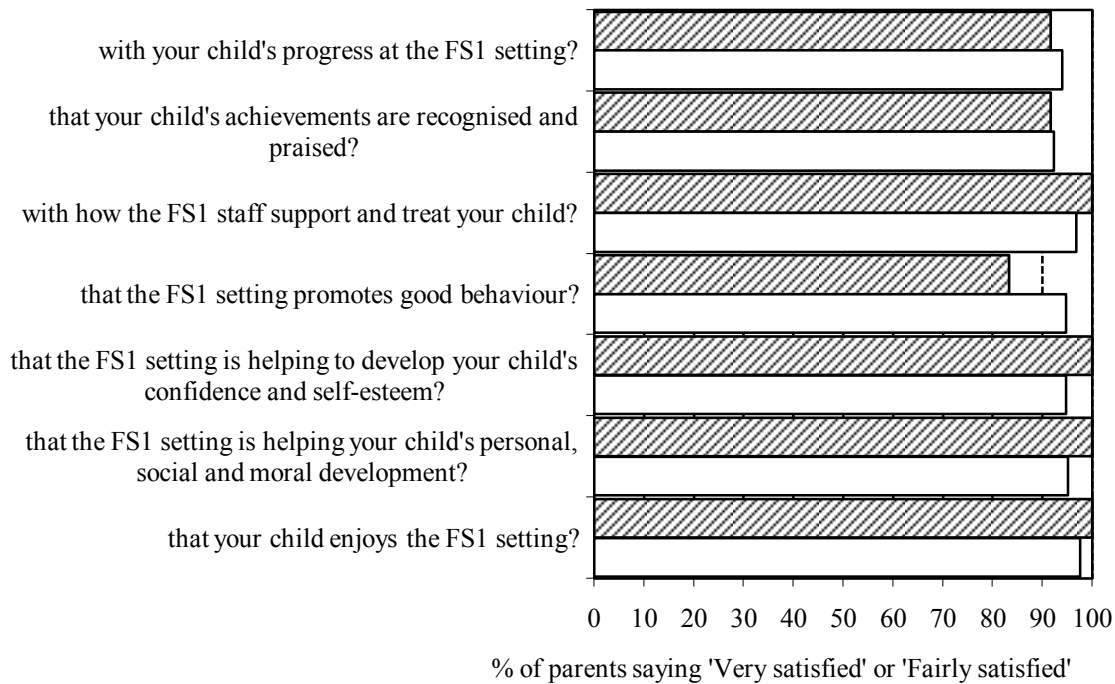 with your child's progress at the FS1 setting?
that your child's achievements are recognised and
praised?
with how the FS1 staff support and treat your child?
that the FS1 setting promotes good behaviour?
that the FS1 setting is helping to develop your child's
confidence and self-esteem?
that the FS1 setting is helping your child's personal,
social and moral development?
that your child enjoys the FS1 setting?
0 10 20 30 40 50 60 70 80 90 100
% of parents saying 'Very satisfied' or 'Fairly satisfied'